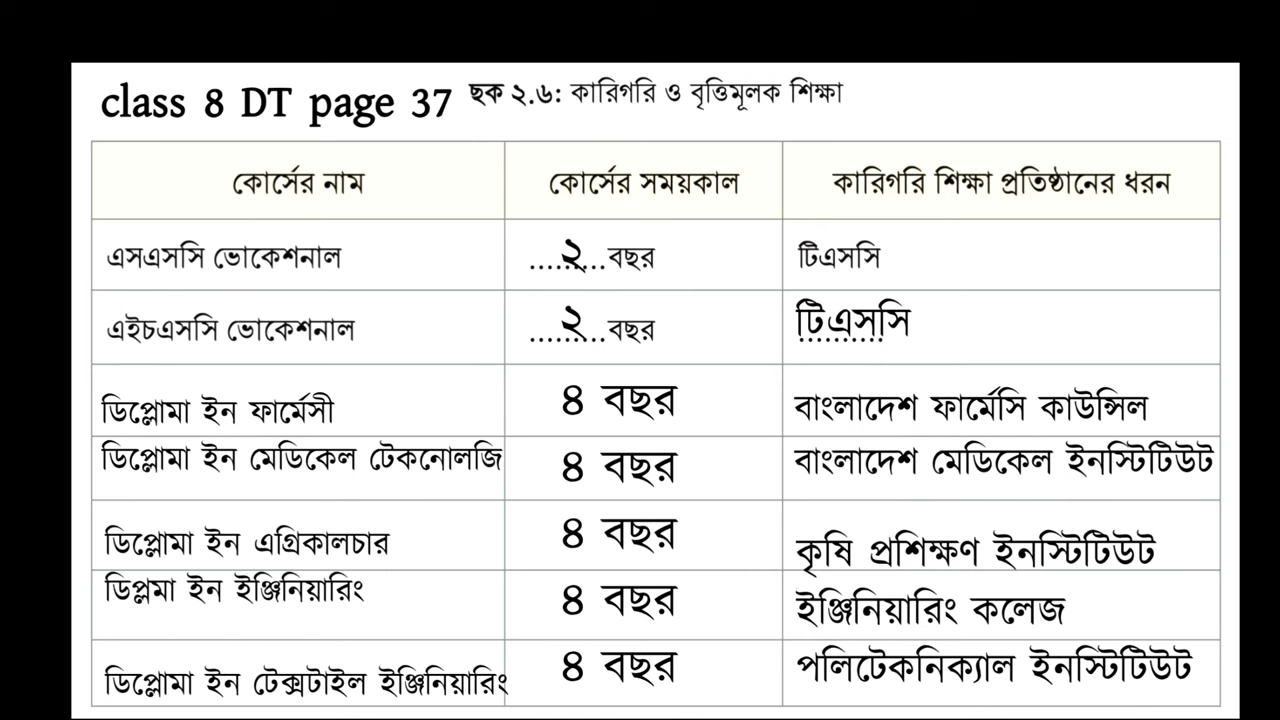 class 8 DT page 37 ছক ২.৬: কারিগরি ও বৃত্তিমূলক শিক্ষা
কোর্সের নাম কোর্সের সময়কাল কারিগরি শিক্ষা প্রতিষ্ঠানের ধরন
এসএসসি ভোকেশনাল ....২....বছর টিএসসি
এইচএসসি ভোকেশনাল ....২....বছর টিএসসি
ডিপ্লোমা ইন ফার্মেসী ৪ বছর বাংলাদেশ ফার্মেসি কাউন্সিল
ডিপ্লোমা ইন মেডিকেল টেকনোলজি ৪ বছর বাংলাদেশ মেডিকেল ইনস্টিটিউট
ডিপ্লোমা ইন এগ্রিকালচার ৪ বছর কৃষি প্রশিক্ষণ ইনস্টিটিউট
ডিপ্লমা ইন ইঞ্জিনিয়ারিং ৪ বছর ইঞ্জিনিয়ারিং কলেজ
ডিপ্লোমা ইন টেক্সটাইল ইঞ্জিনিয়ারিং ৪ বছর পলিটেকনিক্যাল ইনস্টিটিউট